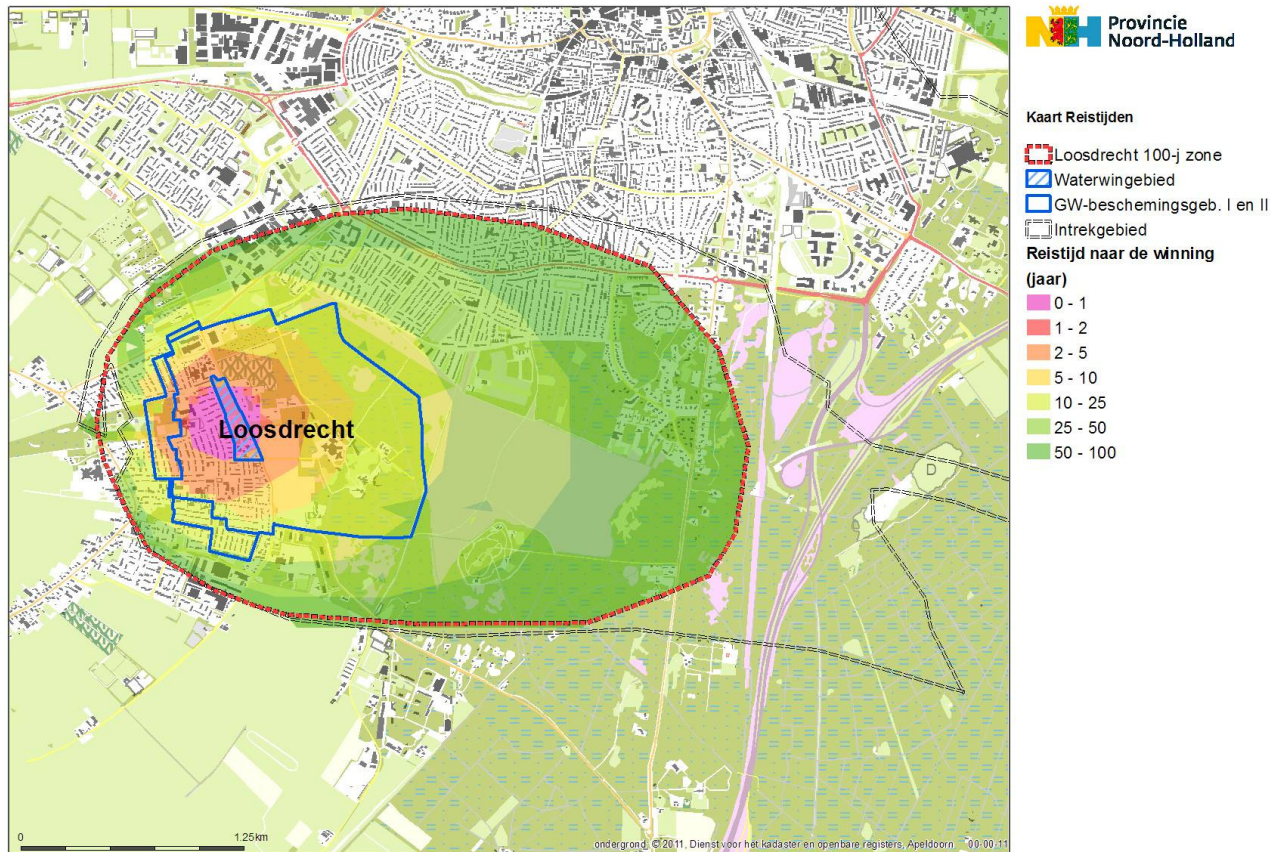 Provincie
Noord-Holland
Kaart Reistijden
Loosdrecht 100-j zone
Waterwingebied
GW-beschemingsgeb. I en II
Intrekgebied
Reistijd naar de winning
(jaar)
0 - 1
1 - 2
2 - 5
5 - 10
10 - 25
25 - 50
50 - 100
Loosdrecht
D
0 1.25km
ondergrond, © 2011, Dienst voor het kadaster en openbare registers, Apeldoorn, 00-00-11